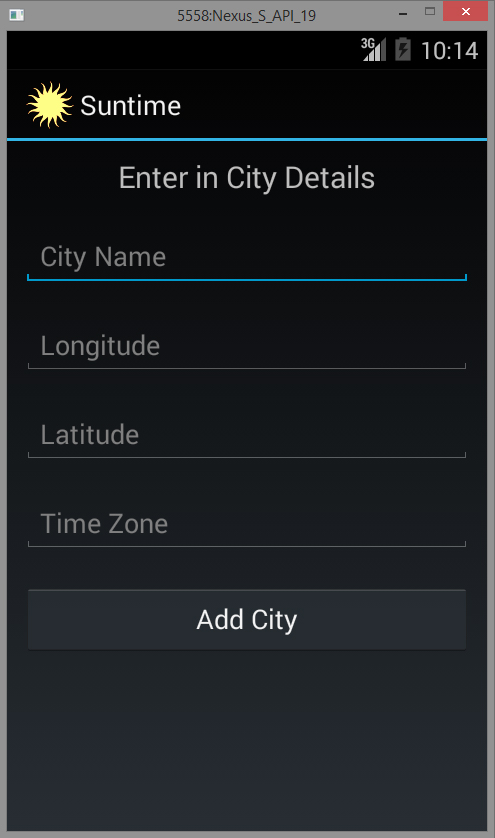 5558:Nexus_S_API_19
3G 10:14
Suntime
Enter in City Details
City Name
Longitude
Latitude
Time Zone
Add City